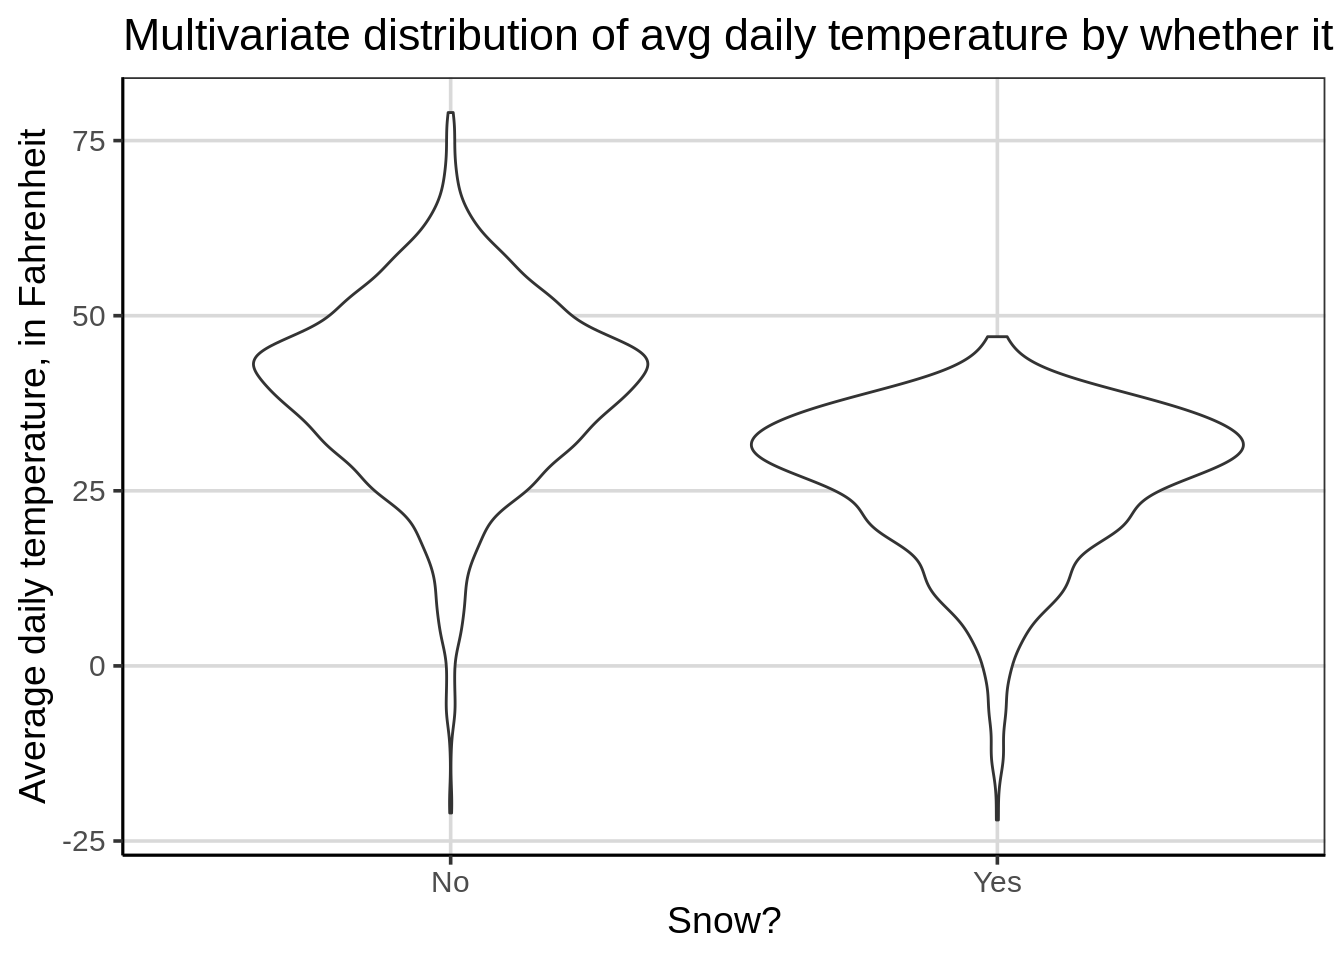 Multivariate distribution of avg daily temperature by whether it
Average daily temperature, in Fahrenheit
75
50
25
0
-25
No
Yes
Snow?